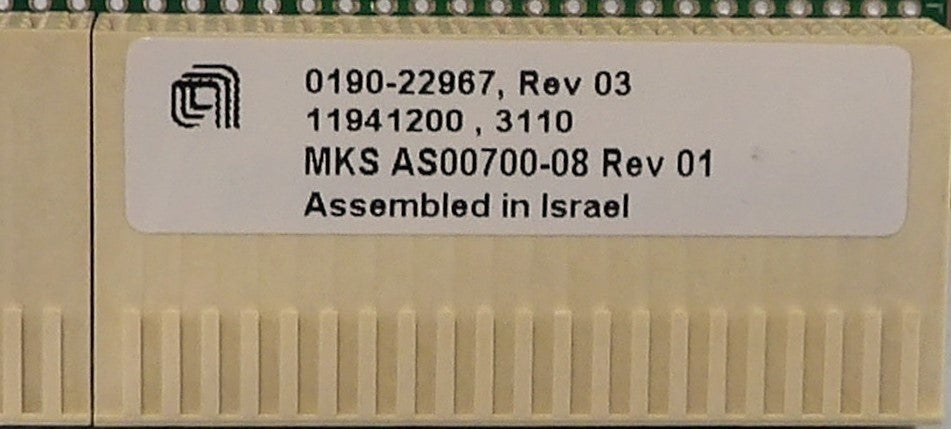 0190-22967, Rev 03
11941200 , 3110
MKS AS00700-08 Rev 01
Assembled in Israel